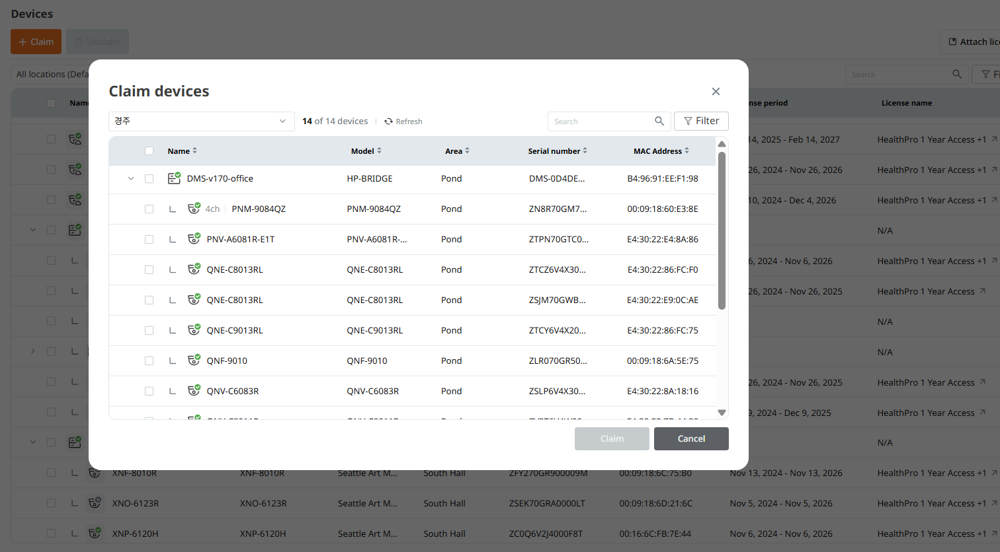 Devices
+ Claim
Unclaim
Attach lic
All locations (Defa
Search
Fi
Name
nse period
License name
14, 2025 - Feb 14, 2027
HealthPro 1 Year Access +1
26, 2024 - Nov 26, 2026
HealthPro 1 Year Access +1
10, 2024 - Dec 4, 2026
HealthPro 1 Year Access +1
N/A
6, 2024 - Nov 6, 2026
HealthPro 1 Year Access +1
26, 2024 - Nov 26, 2025
HealthPro 1 Year Access
N/A
N/A
26, 2024 - Nov 26, 2025
HealthPro 1 Year Access
9, 2024 - Dec 9, 2025
HealthPro 1 Year Access
N/A
Claim devices
경주
14 of 14 devices
Refresh
Search
Filter
Name Model Area Serial number MAC Address
DMS-v170-office HP-BRIDGE Pond DMS-0D4DE... B4:96:91:EE:F1:98
4ch PNM-9084QZ PNM-9084QZ Pond ZN8R70GM7... 00:09:18:60:E3:8E
PNV-A6081R-E1T PNV-A6081R-... Pond ZTPN70GTC0... E4:30:22:E4:8A:86
QNE-C8013RL QNE-C8013RL Pond ZTCZ6V4X30... E4:30:22:86:FC:F0
QNE-C8013RL QNE-C8013RL Pond ZSJM70GWB... E4:30:22:E9:0C:AE
QNE-C9013RL QNE-C9013RL Pond ZTCY6V4X20... E4:30:22:86:FC:75
QNF-9010 QNF-9010 Pond ZLR070GR50... 00:09:18:6A:5E:75
QNV-C6083R QNV-C6083R Pond ZSLP6V4X30... E4:30:22:8A:18:16
Claim
Cancel
XNF-8010R XNF-8010R Seattle Art M... South Hall ZFY270GR900009M 00:09:18:6C:75:B0 Nov 13, 2024 - Nov 13, 2026 HealthPro 1 Year Access +1
XNO-6123R XNO-6123R Seattle Art M... South Hall ZSEK70GRA0000LT 00:09:18:6D:21:6C Nov 5, 2024 - Nov 5, 2026 HealthPro 1 Year Access +1
XNP-6120H XNP-6120H Seattle Art M... South Hall ZC0Q6V2J4000F8T 00:16:6C:FB:7E:44 Nov 6, 2024 - Nov 6, 2026 HealthPro 1 Year Access +1